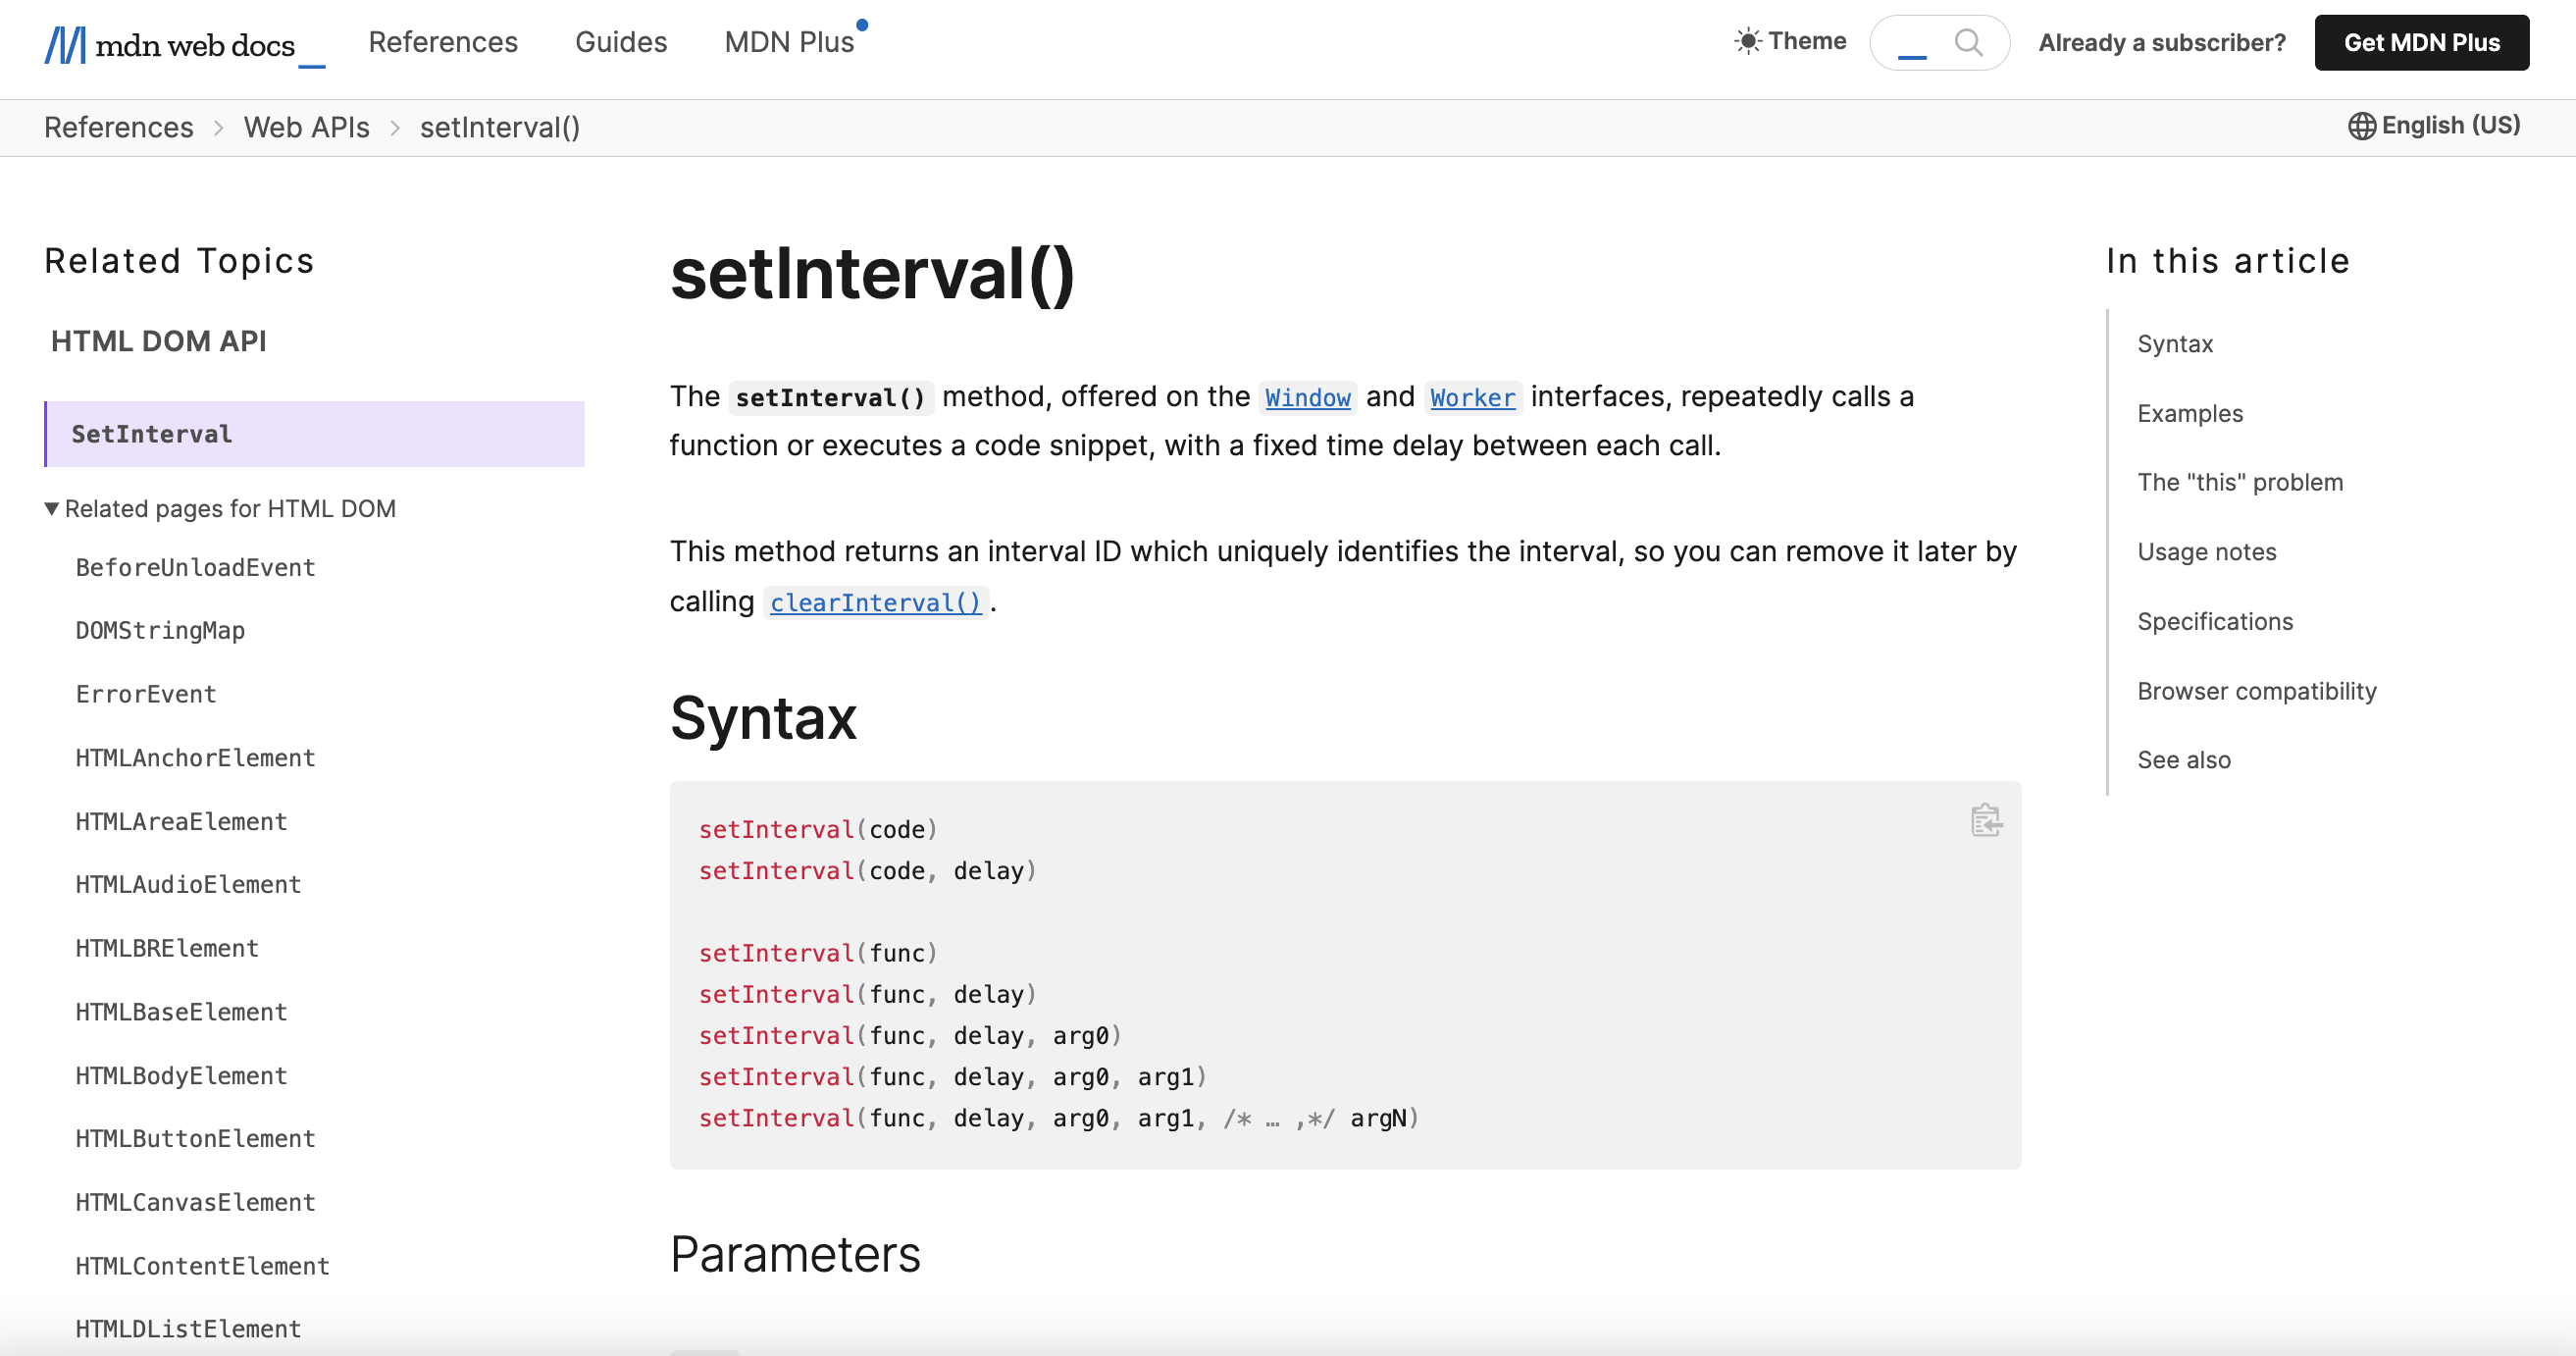 mdn web docs_
References
Guides
MDN Plus
Theme
Already a subscriber?
Get MDN Plus
References > Web APIs > setInterval()
English (US)
Related Topics
HTML DOM API
SetInterval
▼ Related pages for HTML DOM
BeforeUnloadEvent
DOMStringMap
ErrorEvent
HTMLAnchorElement
HTMLAreaElement
HTMLAudioElement
HTMLBRElement
HTMLBaseElement
HTMLBodyElement
HTMLButtonElement
HTMLCanvasElement
HTMLContentElement
HTMLDListElement
setInterval()
The setInterval() method, offered on the Window and Worker interfaces, repeatedly calls a
function or executes a code snippet, with a fixed time delay between each call.
This method returns an interval ID which uniquely identifies the interval, so you can remove it later by
calling clearInterval().
Syntax
setInterval(code)
setInterval(code, delay)
setInterval(func)
setInterval(func, delay)
setInterval(func, delay, arg0)
setInterval(func, delay, arg0, arg1)
setInterval(func, delay, arg0, arg1, /* … ,*/ argN)
Parameters
In this article
Syntax
Examples
The "this" problem
Usage notes
Specifications
Browser compatibility
See also